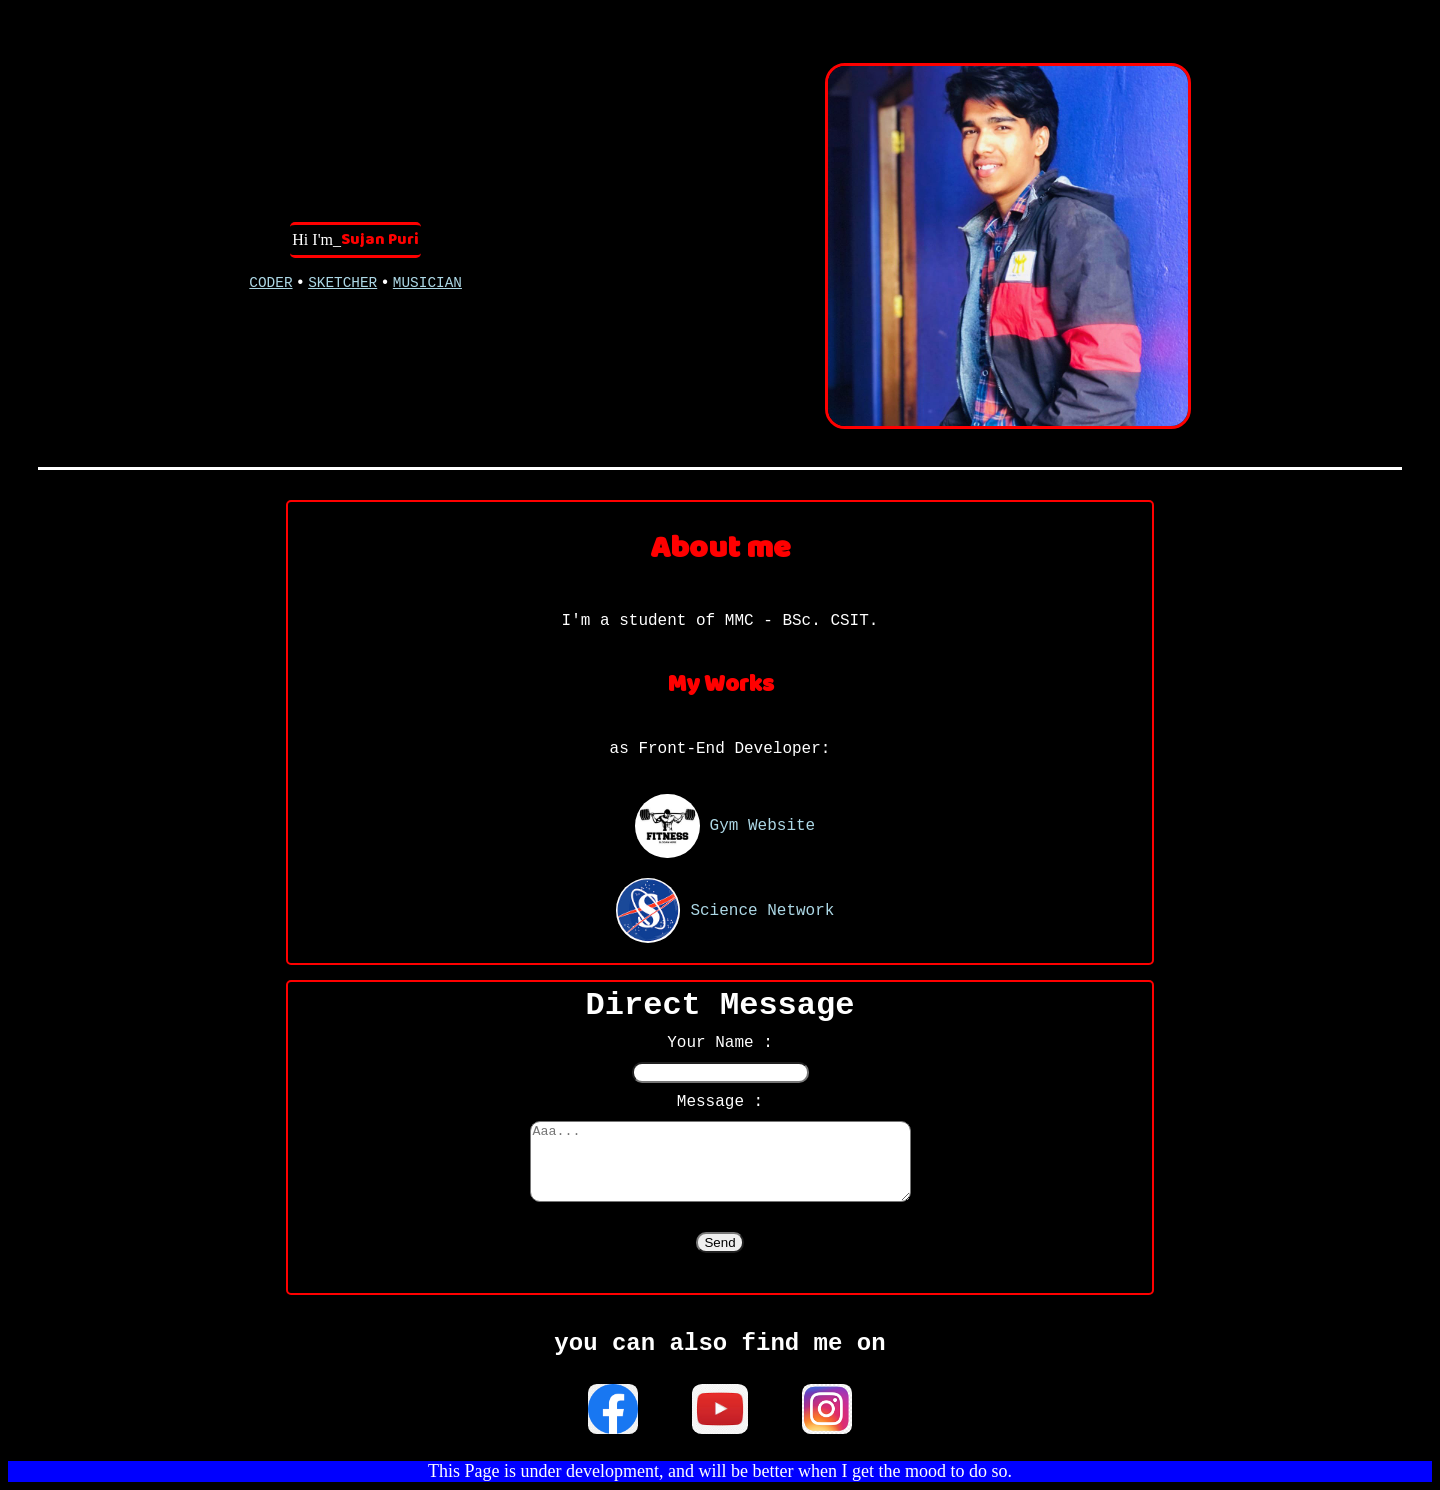 Hi I'm_Sujan Puri
CODER • SKETCHER • MUSICIAN
About me
I'm a student of MMC - BSc. CSIT.
My Works
as Front-End Developer:
FITNESS
Gym Website
S
Science Network
Direct Message
Your Name :
Message :
Aaa...
Send
you can also find me on
This Page is under development, and will be better when I get the mood to do so.